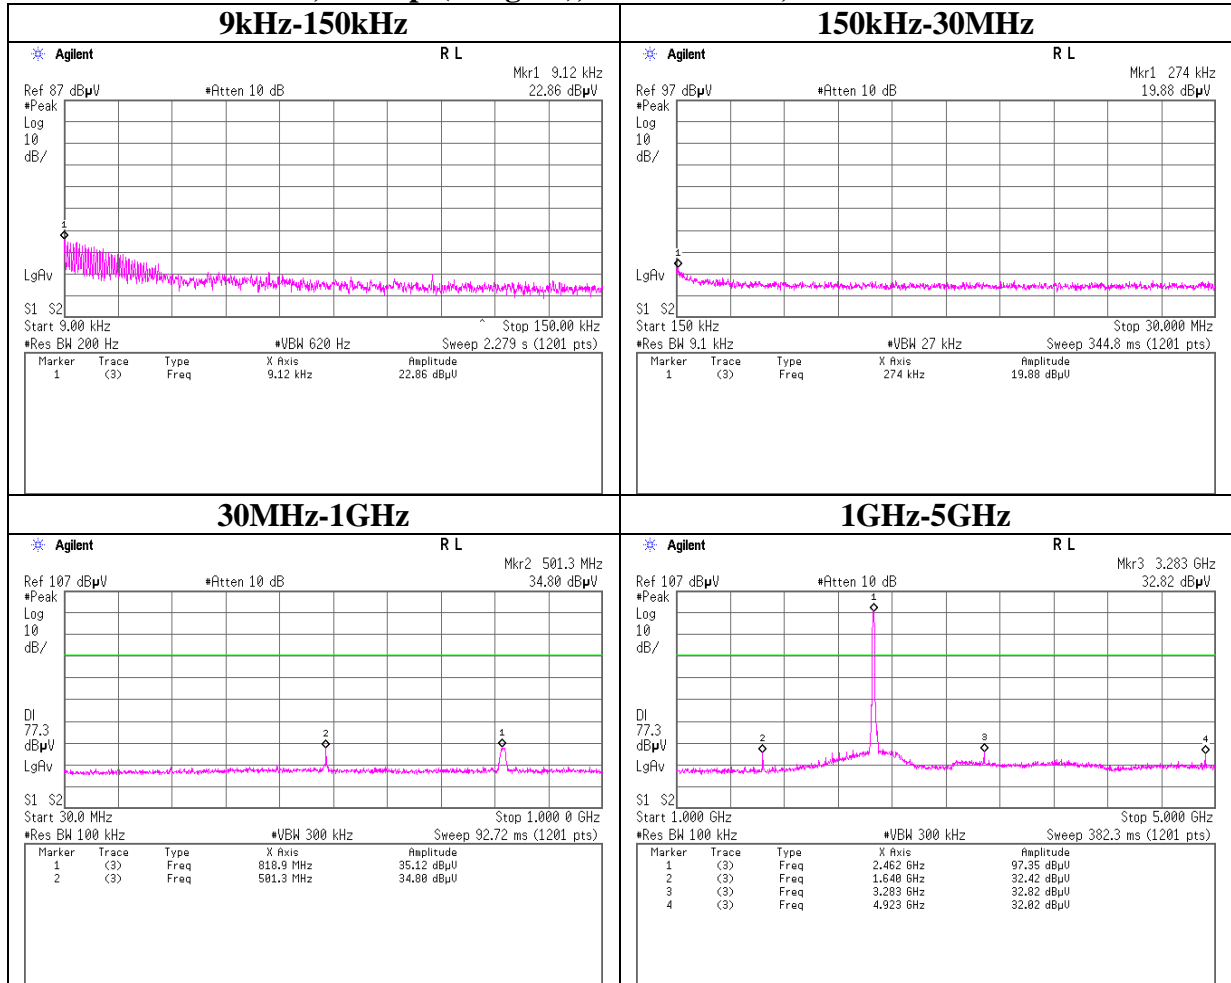 9kHz-150kHz
Agilent R L
Mkr1 9.12 kHz
Ref 87 dBµV #Atten 10 dB 22.86 dBµV
#Peak
Log
10
dB/
1
LgAv
S1 S2
Start 9.00 kHz ^ Stop 150.00 kHz
#Res BW 200 Hz #VBW 620 Hz Sweep 2.279 s (1201 pts)
Marker Trace Type X Axis Amplitude
1 (3) Freq 9.12 kHz 22.86 dBµV
150kHz-30MHz
Agilent R L
Mkr1 274 kHz
Ref 97 dBµV #Atten 10 dB 19.88 dBµV
#Peak
Log
10
dB/
1
LgAv
S1 S2
Start 150 kHz Stop 30.000 MHz
#Res BW 9.1 kHz #VBW 27 kHz Sweep 344.8 ms (1201 pts)
Marker Trace Type X Axis Amplitude
1 (3) Freq 274 kHz 19.88 dBµV
30MHz-1GHz
Agilent R L
Mkr2 501.3 MHz
Ref 107 dBµV #Atten 10 dB 34.80 dBµV
#Peak
Log
10
dB/
DI
77.3
dBµV
2 1
LgAv
S1 S2
Start 30.0 MHz Stop 1.000 0 GHz
#Res BW 100 kHz #VBW 300 kHz Sweep 92.72 ms (1201 pts)
Marker Trace Type X Axis Amplitude
1 (3) Freq 818.9 MHz 35.12 dBµV
2 (3) Freq 501.3 MHz 34.80 dBµV
1GHz-5GHz
Agilent R L
Mkr3 3.283 GHz
Ref 107 dBµV #Atten 10 dB 32.82 dBµV
#Peak
1
Log
10
dB/
DI
77.3
dBµV
2 3 4
LgAv
S1 S2
Start 1.000 GHz Stop 5.000 GHz
#Res BW 100 kHz #VBW 300 kHz Sweep 382.3 ms (1201 pts)
Marker Trace Type X Axis Amplitude
1 (3) Freq 2.462 GHz 97.35 dBµV
2 (3) Freq 1.640 GHz 32.42 dBµV
3 (3) Freq 3.283 GHz 32.82 dBµV
4 (3) Freq 4.923 GHz 32.02 dBµV